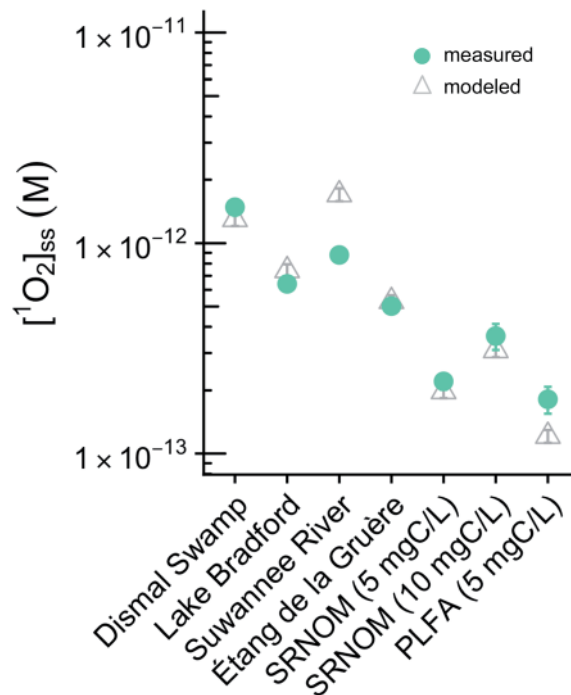 1 × 10⁻¹¹
measured
modeled
[¹O₂]ss (M)
1 × 10⁻¹²
1 × 10⁻¹³
Dismal Swamp
Lake Bradford
Suwannee River
Étang de la Gruère
SRNOM (5 mgC/L)
SRNOM (10 mgC/L)
PLFA (5 mgC/L)